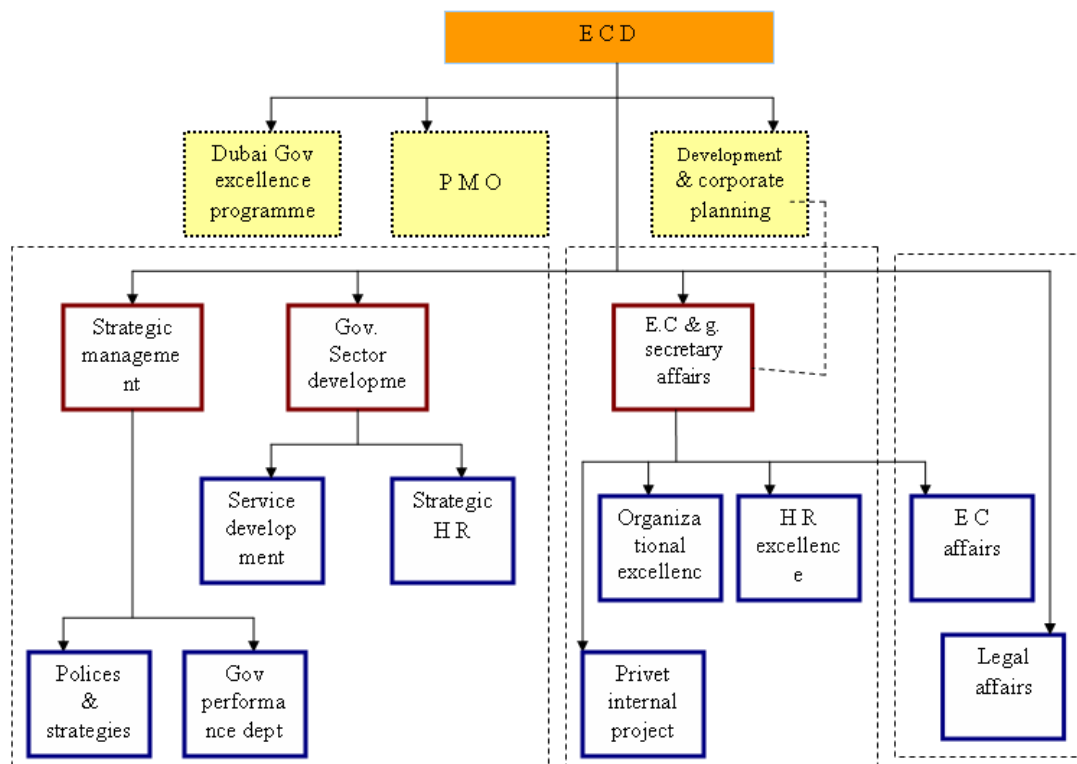 E C D
Dubai Gov
excellence
programme
P M O
Development
& corporate
planning
Strategic
manageme
nt
Gov.
Sector
developme
E.C & g.
secretary
affairs
Service
develop
ment
Strategic
H R
Organiza
tional
excellenc
H R
excellenc
e
E C
affairs
Polices
&
strategies
Gov
performa
nce dept
Privet
internal
project
Legal
affairs